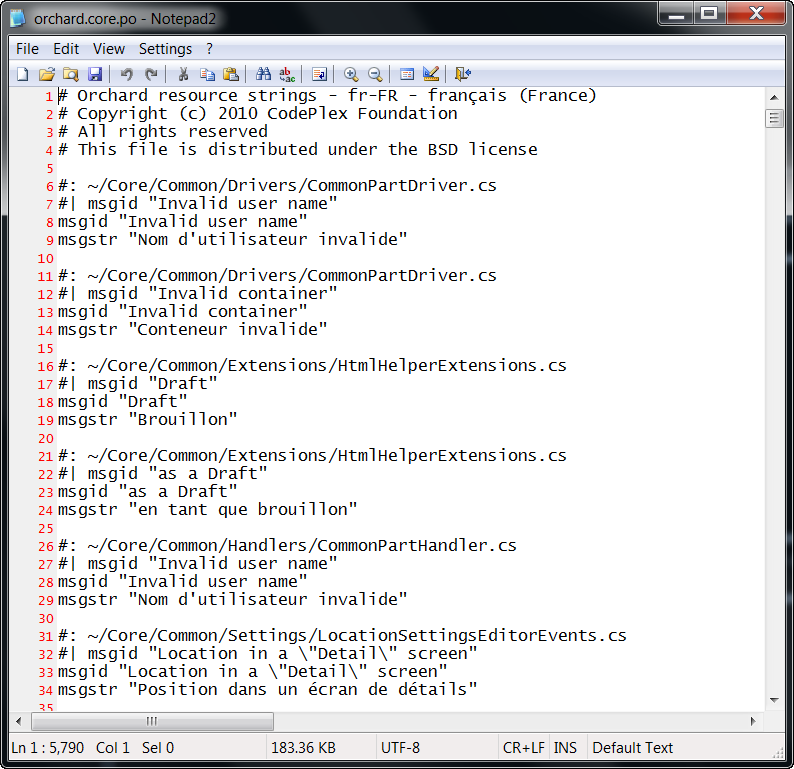 orchard.core.po - Notepad2
File Edit View Settings ?
1 # Orchard resource strings - fr-FR - français (France)
2 # Copyright (c) 2010 CodePlex Foundation
3 # All rights reserved
4 # This file is distributed under the BSD license
5
6 #: ~/Core/Common/Drivers/CommonPartDriver.cs
7 #| msgid "Invalid user name"
8 msgid "Invalid user name"
9 msgstr "Nom d'utilisateur invalide"
10
11 #: ~/Core/Common/Drivers/CommonPartDriver.cs
12 #| msgid "Invalid container"
13 msgid "Invalid container"
14 msgstr "Conteneur invalide"
15
16 #: ~/Core/Common/Extensions/HtmlHelperExtensions.cs
17 #| msgid "Draft"
18 msgid "Draft"
19 msgstr "Brouillon"
20
21 #: ~/Core/Common/Extensions/HtmlHelperExtensions.cs
22 #| msgid "as a Draft"
23 msgid "as a Draft"
24 msgstr "en tant que brouillon"
25
26 #: ~/Core/Common/Handlers/CommonPartHandler.cs
27 #| msgid "Invalid user name"
28 msgid "Invalid user name"
29 msgstr "Nom d'utilisateur invalide"
30
31 #: ~/Core/Common/Settings/LocationSettingsEditorEvents.cs
32 #| msgid "Location in a \"Detail\" screen"
33 msgid "Location in a \"Detail\" screen"
34 msgstr "Position dans un écran de détails"
35
Ln 1 : 5,790 Col 1 Sel 0 183.36 KB UTF-8 CR+LF INS Default Text